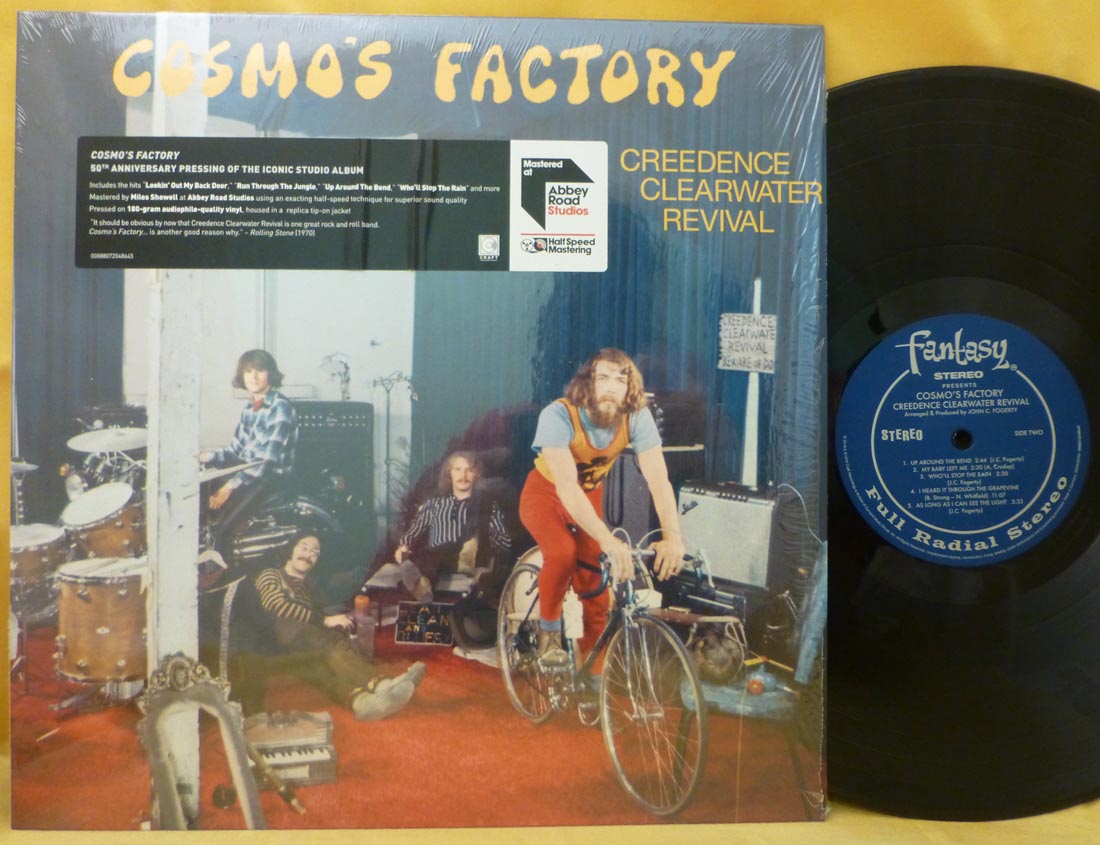 COSMO'S FACTORY
COSMO'S FACTORY
50TH ANNIVERSARY PRESSING OF THE ICONIC STUDIO ALBUM
Includes the hits "Lookin' Out My Back Door," "Run Through The Jungle," "Up Around The Bend," "Who'll Stop The Rain" and more
Mastered by Miles Showell at Abbey Road Studios using an exacting half-speed technique for superior sound quality
Pressed on 180-gram audiophile-quality vinyl, housed in a replica tip-on jacket
"It should be obvious by now that Creedence Clearwater Revival is one great rock and roll band.
Cosmo's Factory... is another good reason why." - Rolling Stone (1970)
00888072048645
CRAFT
Mastered
at
Abbey
Road
Studios
Half Speed
Mastering
CREEDENCE
CLEARWATER
REVIVAL
CREEDENCE
CLEARWATE
REVIVAL
BEWARE OF DO
CLEAN
fantasy
STEREO
PRESENTS
COSMO'S FACTORY
CREEDENCE CLEARWATER REVIVAL
Arranged & Produced by JOHN C. FOGERTY
STEREO
SIDE TWO
1. UP AROUND THE BEND 2:44 (J.C. Fogerty)
2. MY BABY LEFT ME 2:20 (A. Crudup)
3. WHO'LL STOP THE RAIN 2:30
(J.C. Fogerty)
4. I HEARD IT THROUGH THE GRAPEVINE
(B. Strong – N. Whitfield) 11:07
5. AS LONG AS I CAN SEE THE LIGHT 3:33
(J.C. Fogerty)
Full Radial Stereo